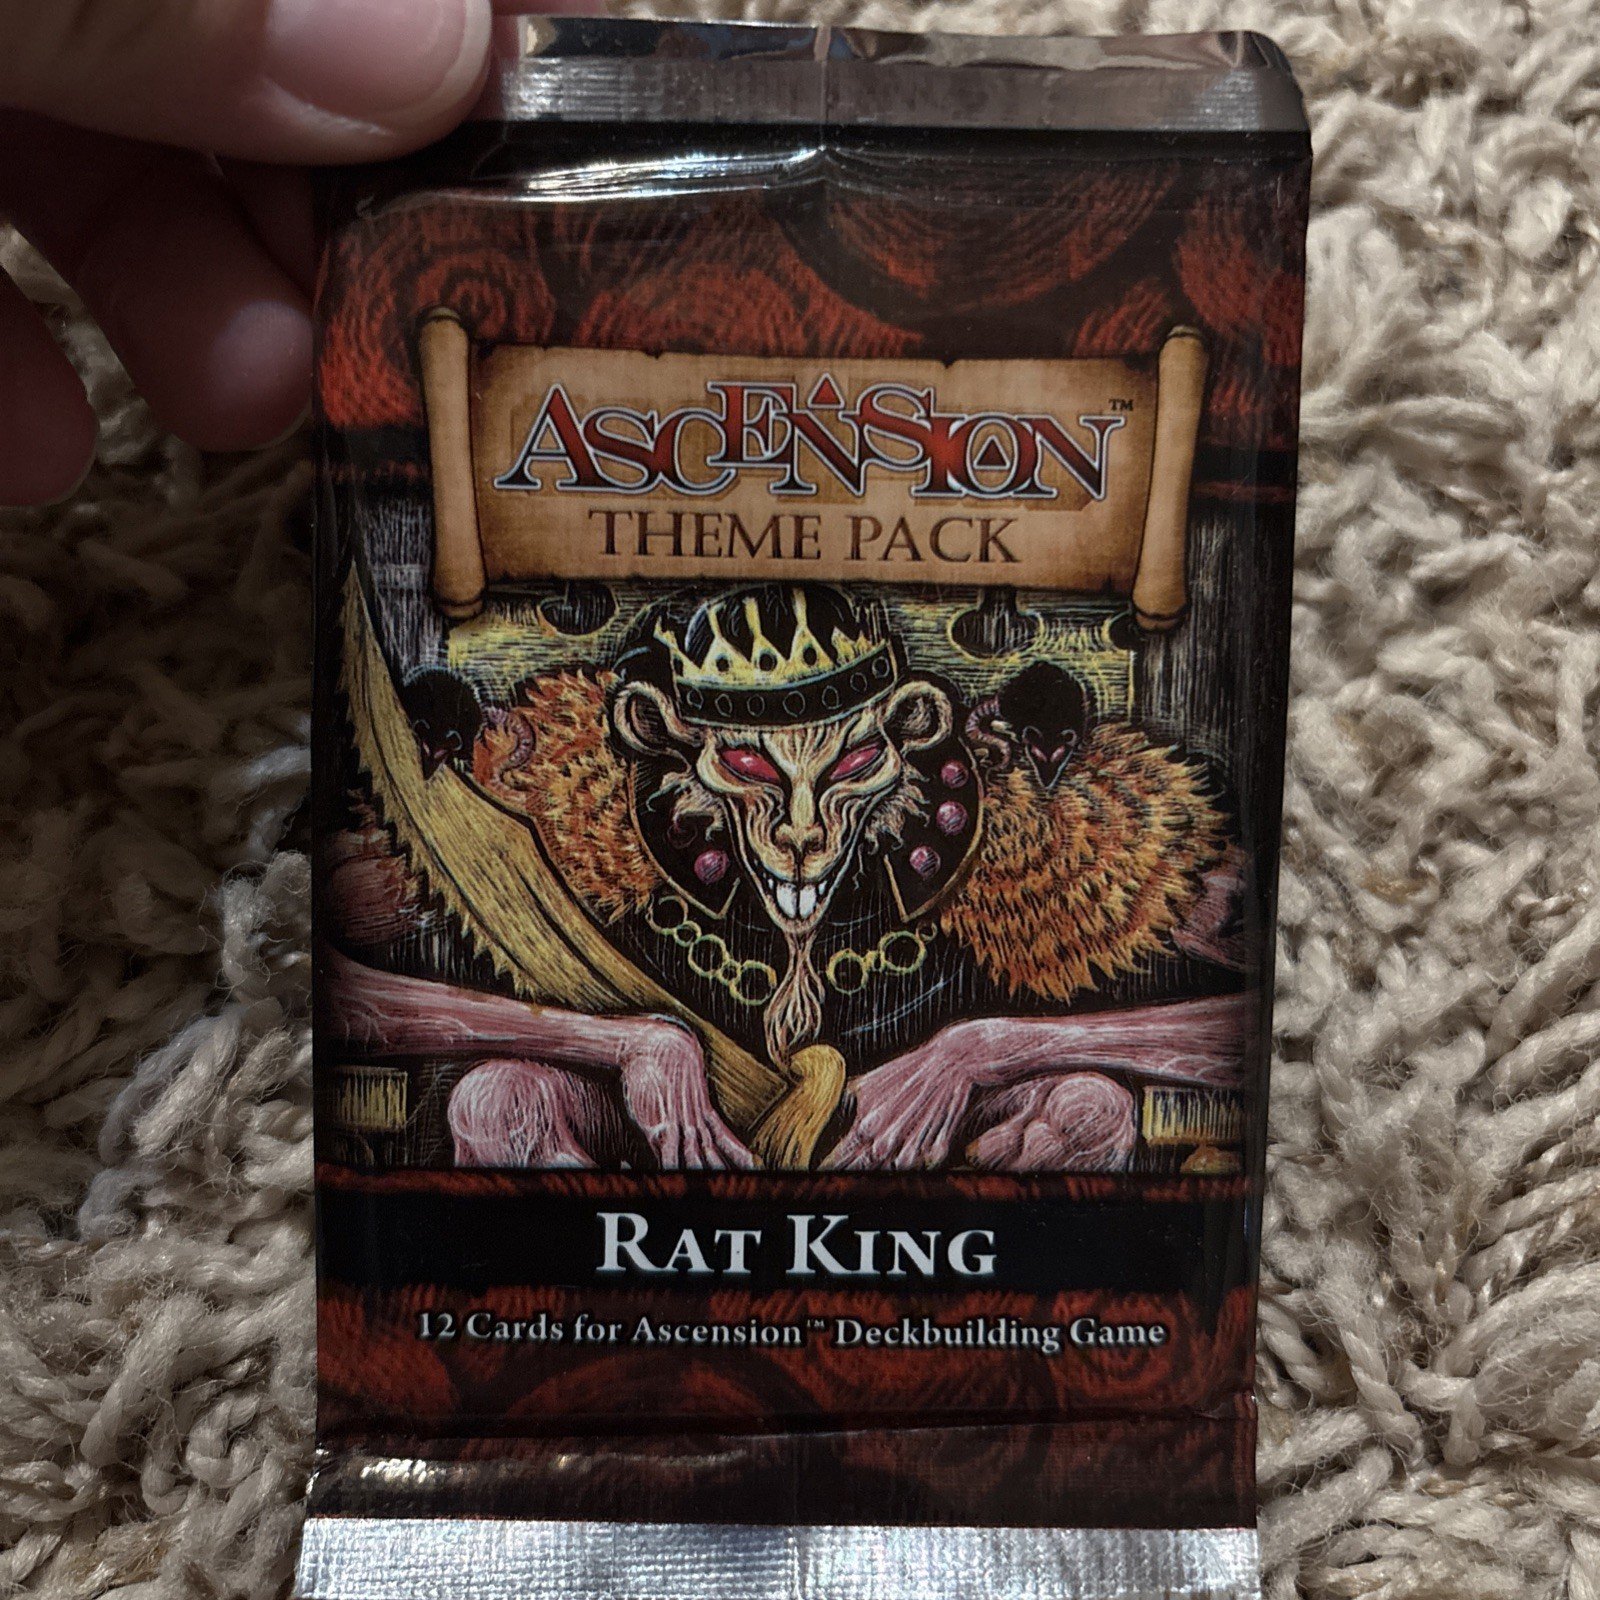 Ascension™
Theme Pack
Rat King
12 Cards for Ascension™ Deckbuilding Game